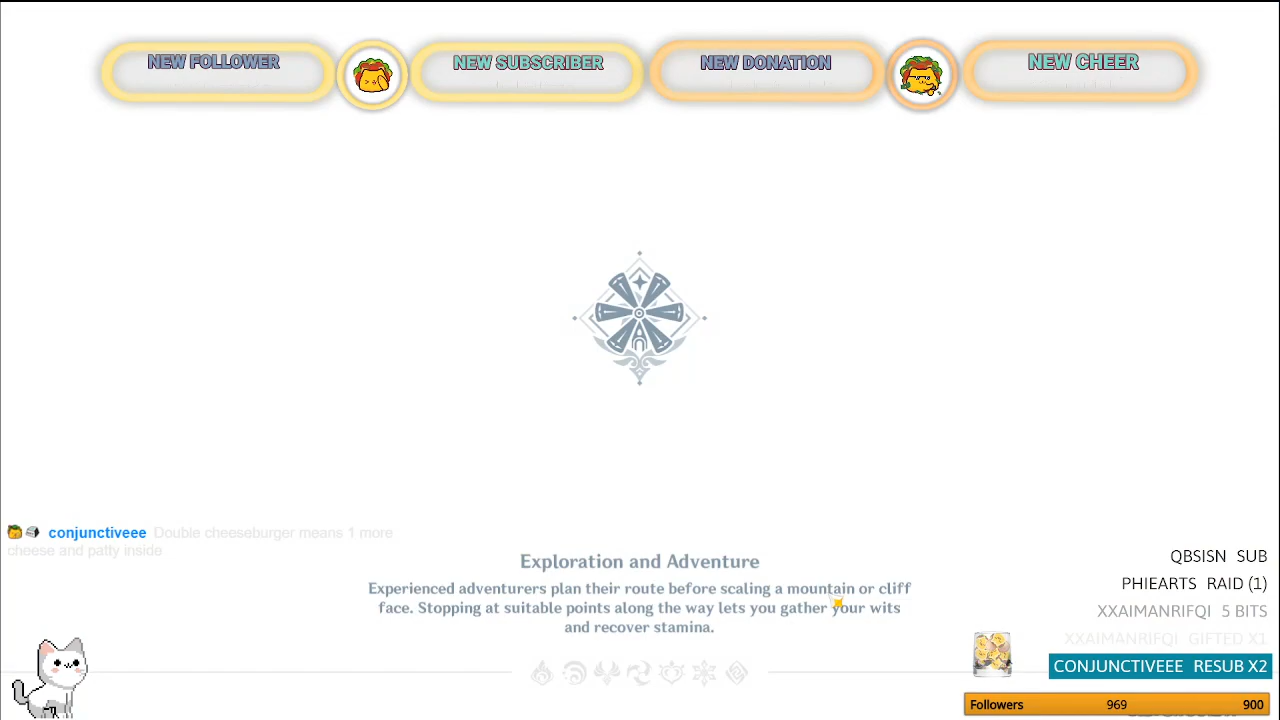 NEW FOLLOWER
NEW SUBSCRIBER
NEW DONATION
NEW CHEER
conjunctiveee Double cheeseburger means 1 more
cheese and patty inside
Exploration and Adventure
Experienced adventurers plan their route before scaling a mountain or cliff
face. Stopping at suitable points along the way lets you gather your wits
and recover stamina.
QBSISN SUB
PHIEARTS RAID (1)
XXAIMANRIFQI 5 BITS
XXAIMANRIFQI GIFTED X1
CONJUNCTIVEEE RESUB X2
Followers 969 900